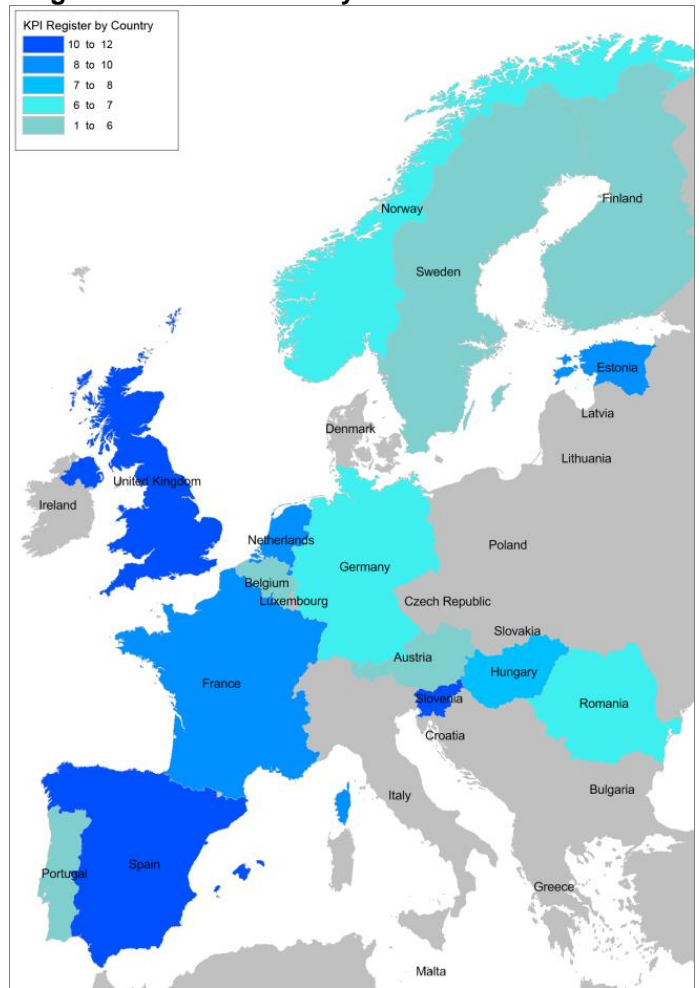 KPI Register by Country
10 to 12
8 to 10
7 to 8
6 to 7
1 to 6
Norway
Finland
Sweden
Estonia
Latvia
Denmark
Lithuania
United Kingdom
Ireland
Netherlands
Poland
Germany
Belgium
Luxembourg
Czech Republic
Slovakia
Austria
Hungary
France
Slovenia
Romania
Croatia
Bulgaria
Italy
Spain
Portugal
Greece
Malta